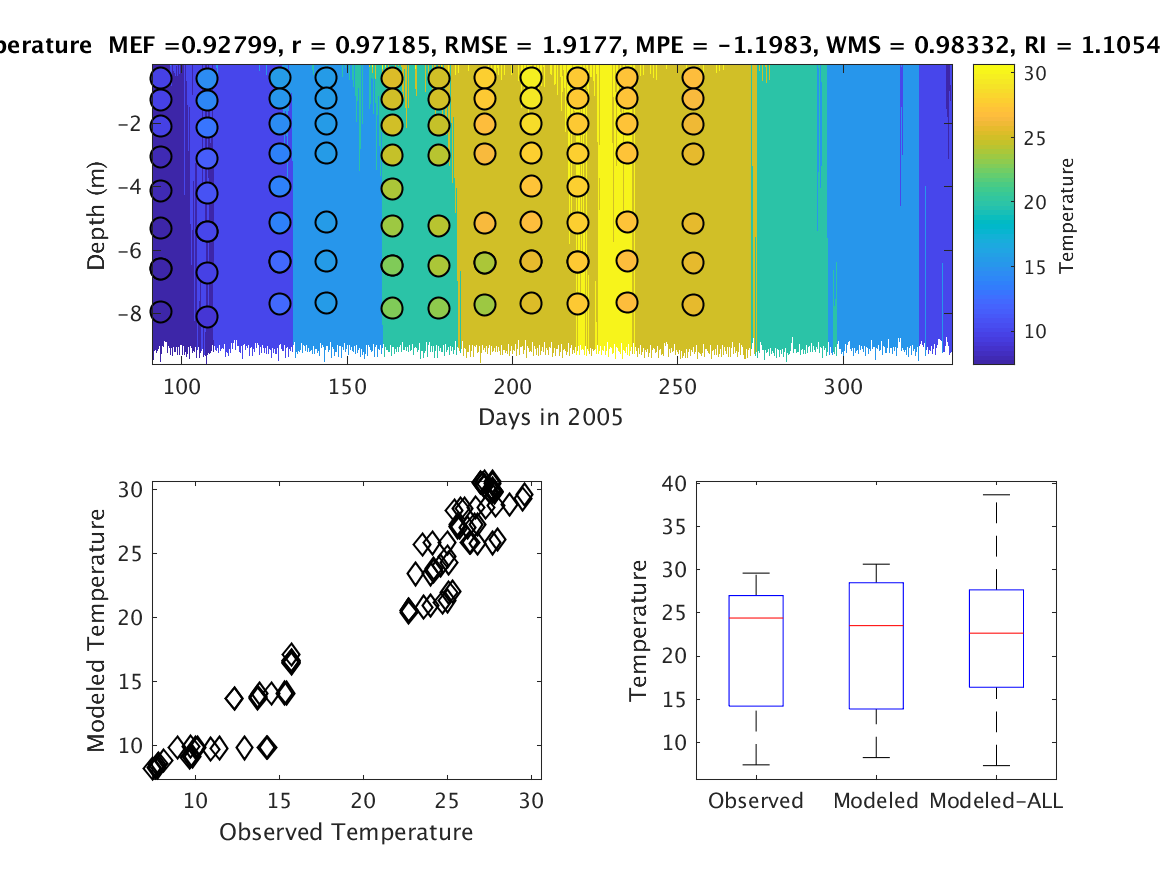 perature MEF =0.92799, r = 0.97185, RMSE = 1.9177, MPE = −1.1983, WMS = 0.98332, RI = 1.1054
−2
−4
−6
−8
Depth (m)
100 150 200 250 300
Days in 2005
30
25
20
15
10
Temperature
30
25
20
15
10
Modeled Temperature
10 15 20 25 30
Observed Temperature
40
35
30
25
20
15
10
Temperature
Observed Modeled Modeled-ALL